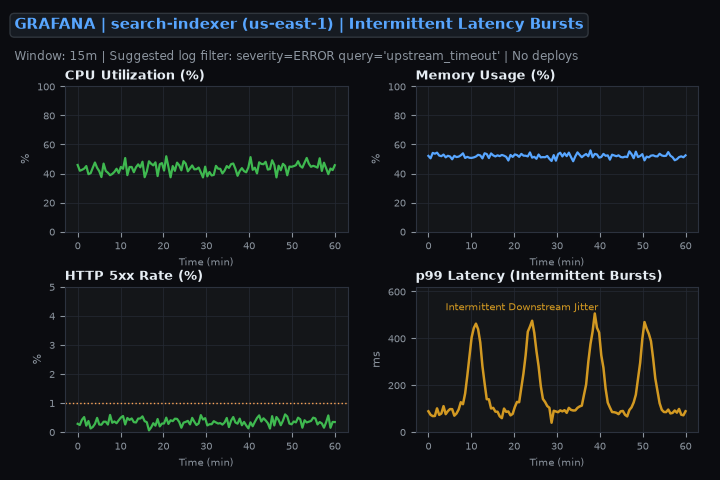 GRAFANA | search-indexer (us-east-1) | Intermittent Latency Bursts
Window: 15m | Suggested log filter: severity=ERROR query='upstream_timeout' | No deploys
CPU Utilization (%)
100
80
60
40
20
0
%
0 10 20 30 40 50 60
Time (min)
Memory Usage (%)
100
80
60
40
20
0
%
0 10 20 30 40 50 60
Time (min)
HTTP 5xx Rate (%)
5
4
3
2
1
0
%
0 10 20 30 40 50 60
Time (min)
p99 Latency (Intermittent Bursts)
Intermittent Downstream Jitter
600
400
200
0
ms
0 10 20 30 40 50 60
Time (min)